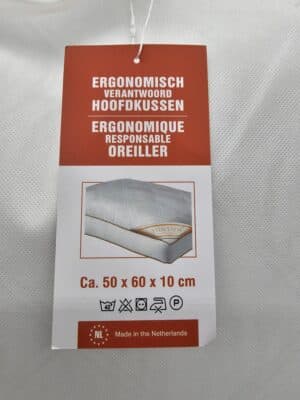 ERGONOMISCH
VERANTWOORD
HOOFDKUSSEN
ERGONOMIQUE
RESPONSABLE
OREILLER
Ca. 50 x 60 x 10 cm
P
NL
Made in the Netherlands